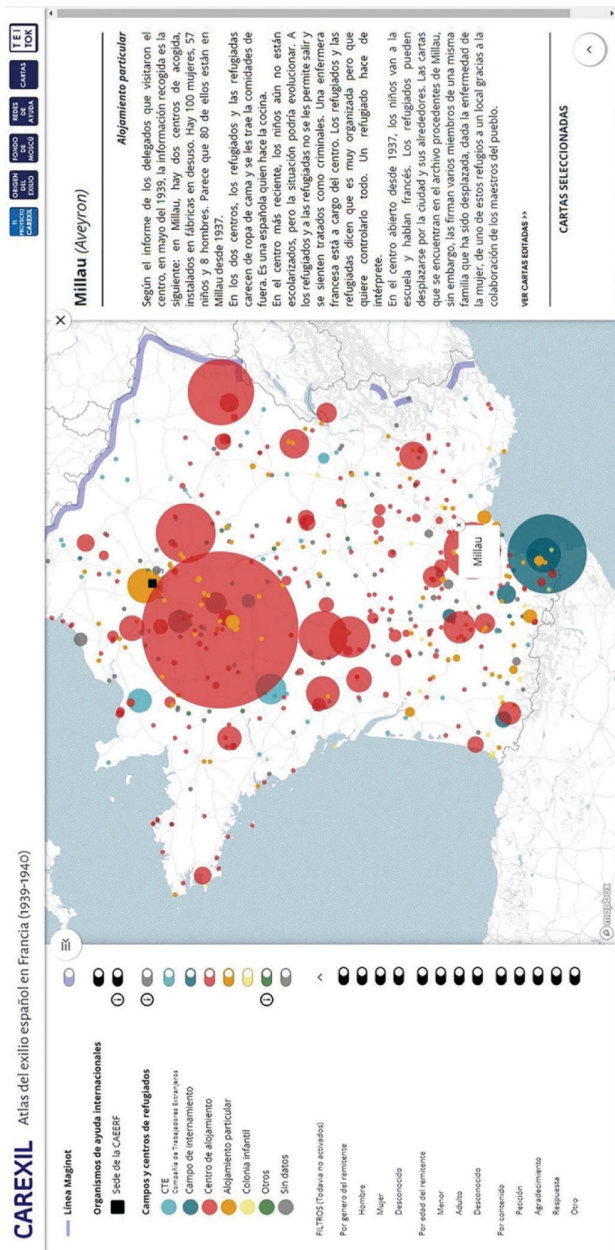 CAREXIL Atlas del exilio español en Francia (1939-1940)
EL PROYECTO CAREXIL
ORIGEN DEL EXILIO
FONDO DE MOSCÚ
REDES DE AYUDA
CARTAS
TEI TOK
Línea Maginot
Organismos de ayuda internacionales
Sede de la CAEERF
Campos y centros de refugiados
CTE
Compañía de Trabajadores Extranjeros
Campo de internamiento
Centro de alojamiento
Alojamiento particular
Colonia infantil
Otros
Sin datos
FILTROS (Todavía no activados)
Por genero del remitente
Hombre
Mujer
Desconocido
Por edad del remitente
Menor
Adulto
Desconocido
Por contenido
Petición
Agradecimiento
Respuesta
Otro
Millau
mapbox
Millau (Aveyron)
Alojamiento particular
Según el informe de los delegados que visitaron el
centro, en mayo del 1939, la información recogida es la
siguiente: en Millau, hay dos centros de acogida,
instalados en fábricas en desuso. Hay 100 mujeres, 57
niños y 8 hombres. Parece que 80 de ellos están en
Millau desde 1937.
En los dos centros, los refugiados y las refugiadas
carecen de ropa de cama y se les trae la comidades de
fuera. Es una española quien hace la cocina.
En el centro más reciente, los niños aún no están
escolarizados, pero la situación podría evolucionar. A
los refugiados y a las refugiadas no se les permite salir y
se sienten tratados como criminales. Una enfermera
francesa está a cargo del centro. Los refugiados y las
refugiadas dicen que es muy organizada pero que
quiere controlarlo todo. Un refugiado hace de
intérprete.
En el centro abierto desde 1937, los niños van a la
escuela y hablan francés. Los refugiados pueden
desplazarse por la ciudad y sus alrededores. Las cartas
que se encuentran en el archivo procedentes de Millau,
sin embargo, las firman varios miembros de una misma
familia que ha sido desplazada, dada la enfermedad de
la mujer, de uno de estos refugios a un local gracias a la
colaboración de los maestros del pueblo.
VER CARTAS EDITADAS >>
CARTAS SELECCIONADAS